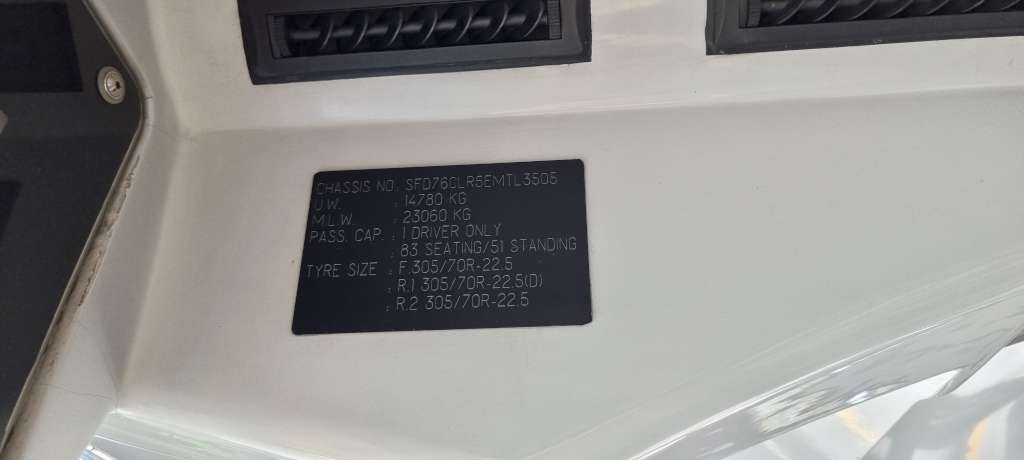 CHASSIS NO. SFD76CLR5EMTL3505
U.W. : 14780 KG
M.L.W. : 23060 KG
PASS. CAP. : 1 DRIVER ONLY
: 83 SEATING/51 STANDING
TYRE SIZE : F.305/70R-22.5
: R.1 305/70R-22.5(D)
: R.2 305/70R-22.5